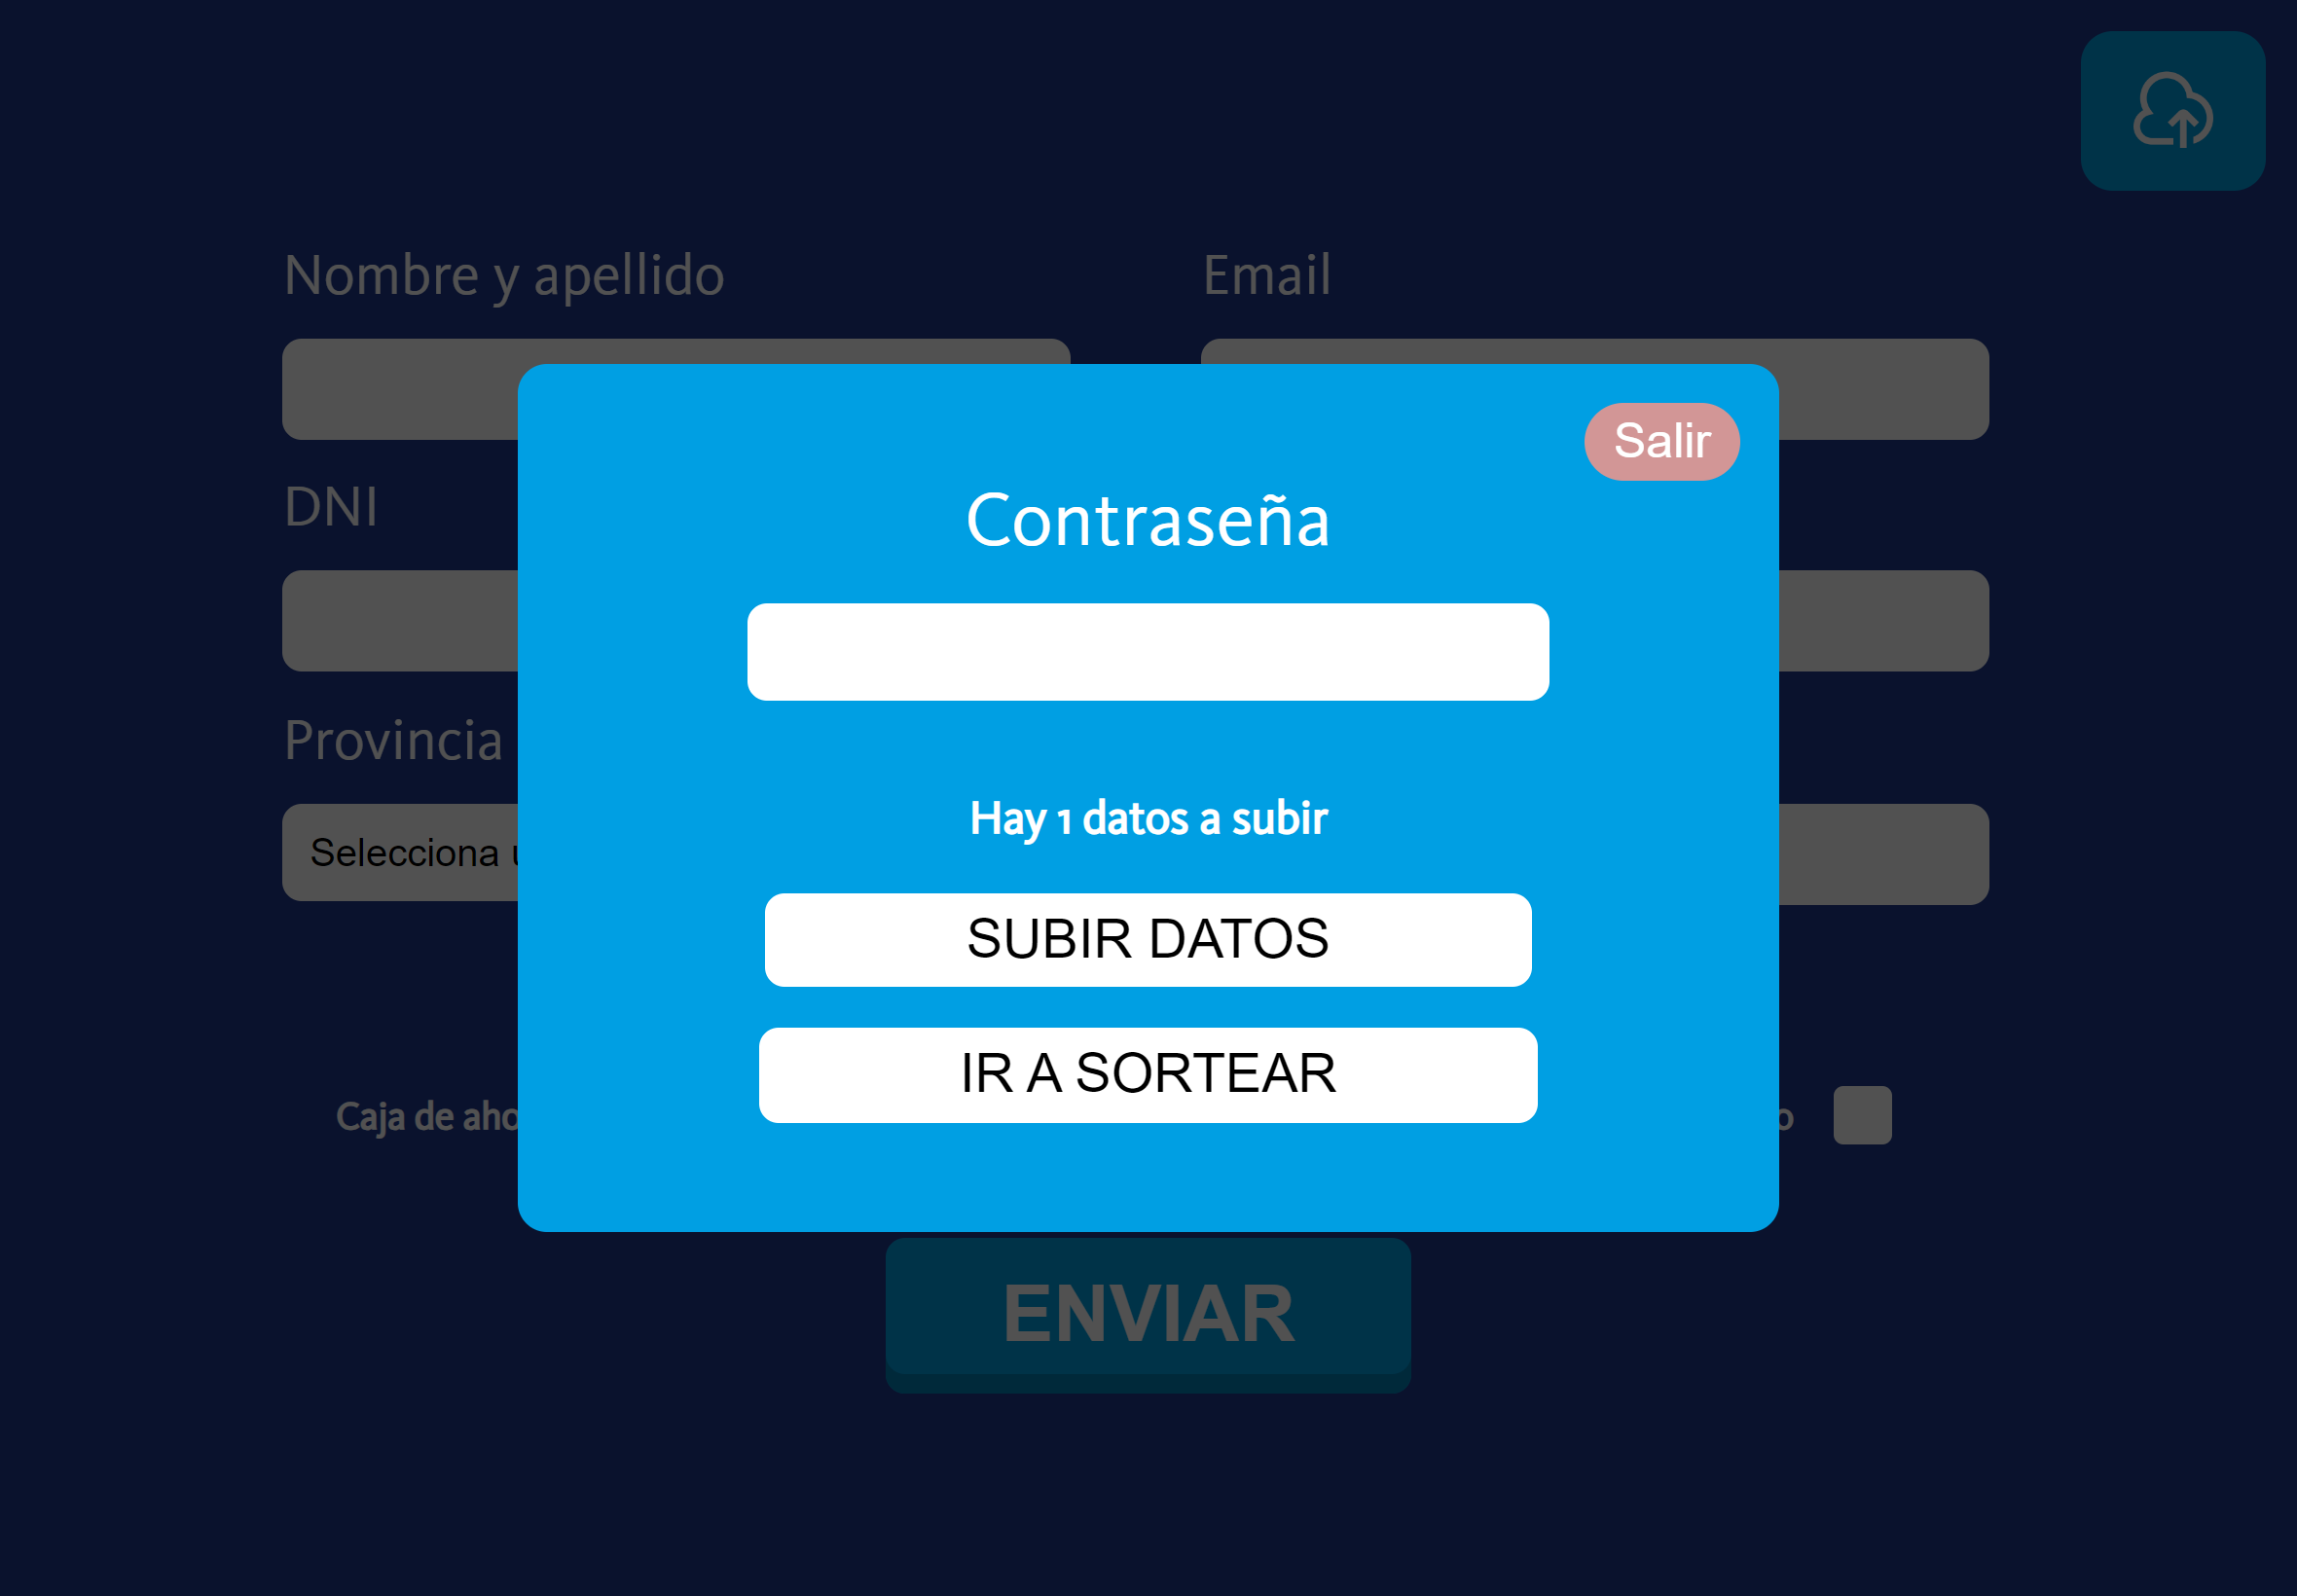 Nombre y apellido
Email
Salir
DNI
Contraseña
Provincia
Hay 1 datos a subir
Selecciona
SUBIR DATOS
IR A SORTEAR
Caja de
ENVIAR